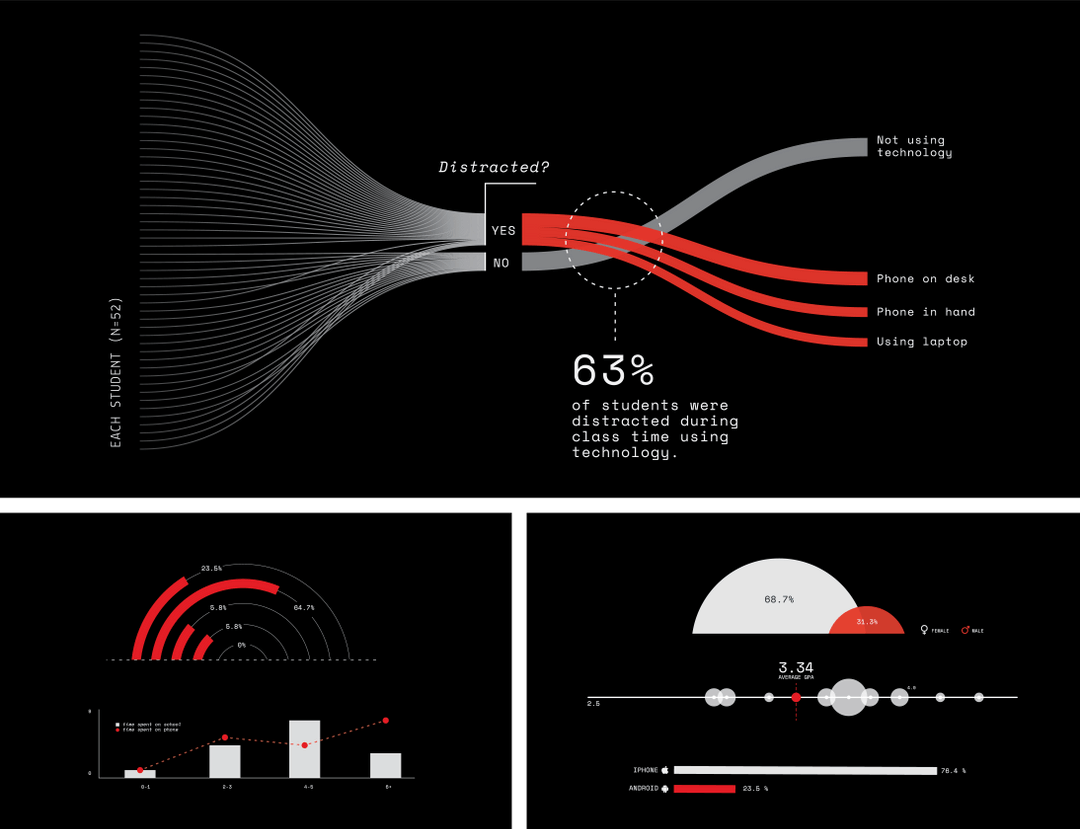 Distracted?
YES
NO
EACH STUDENT (N=52)
Not using
technology
Phone on desk
Phone in hand
Using laptop
63%
of students were
distracted during
class time using
technology.
23.5%
64.7%
5.8%
5.8%
0%
time spent on school
time spent on phone
0-1
2-3
4-5
6+
68.7%
31.3%
FEMALE
MALE
3.34
AVERAGE GPA
2.5
4.0
IPHONE
76.4 %
ANDROID
23.5 %